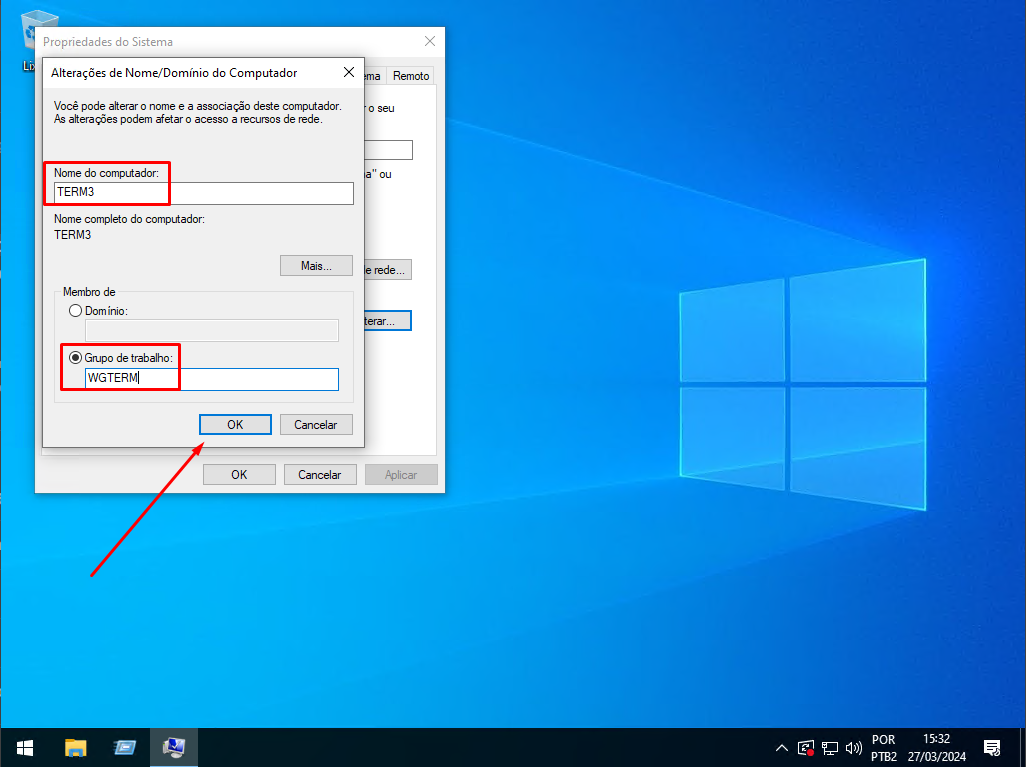 Propriedades do Sistema
Alterações de Nome/Domínio do Computador
Remoto
Você pode alterar o nome e a associação deste computador.
As alterações podem afetar o acesso a recursos de rede.
o seu
ou
Nome do computador:
TERM3
Nome completo do computador:
TERM3
Mais...
de rede...
Membro de
Domínio:
Grupo de trabalho:
WGTERM
OK
Cancelar
OK
Cancelar
Aplicar
POR
PTB2
15:32
27/03/2024